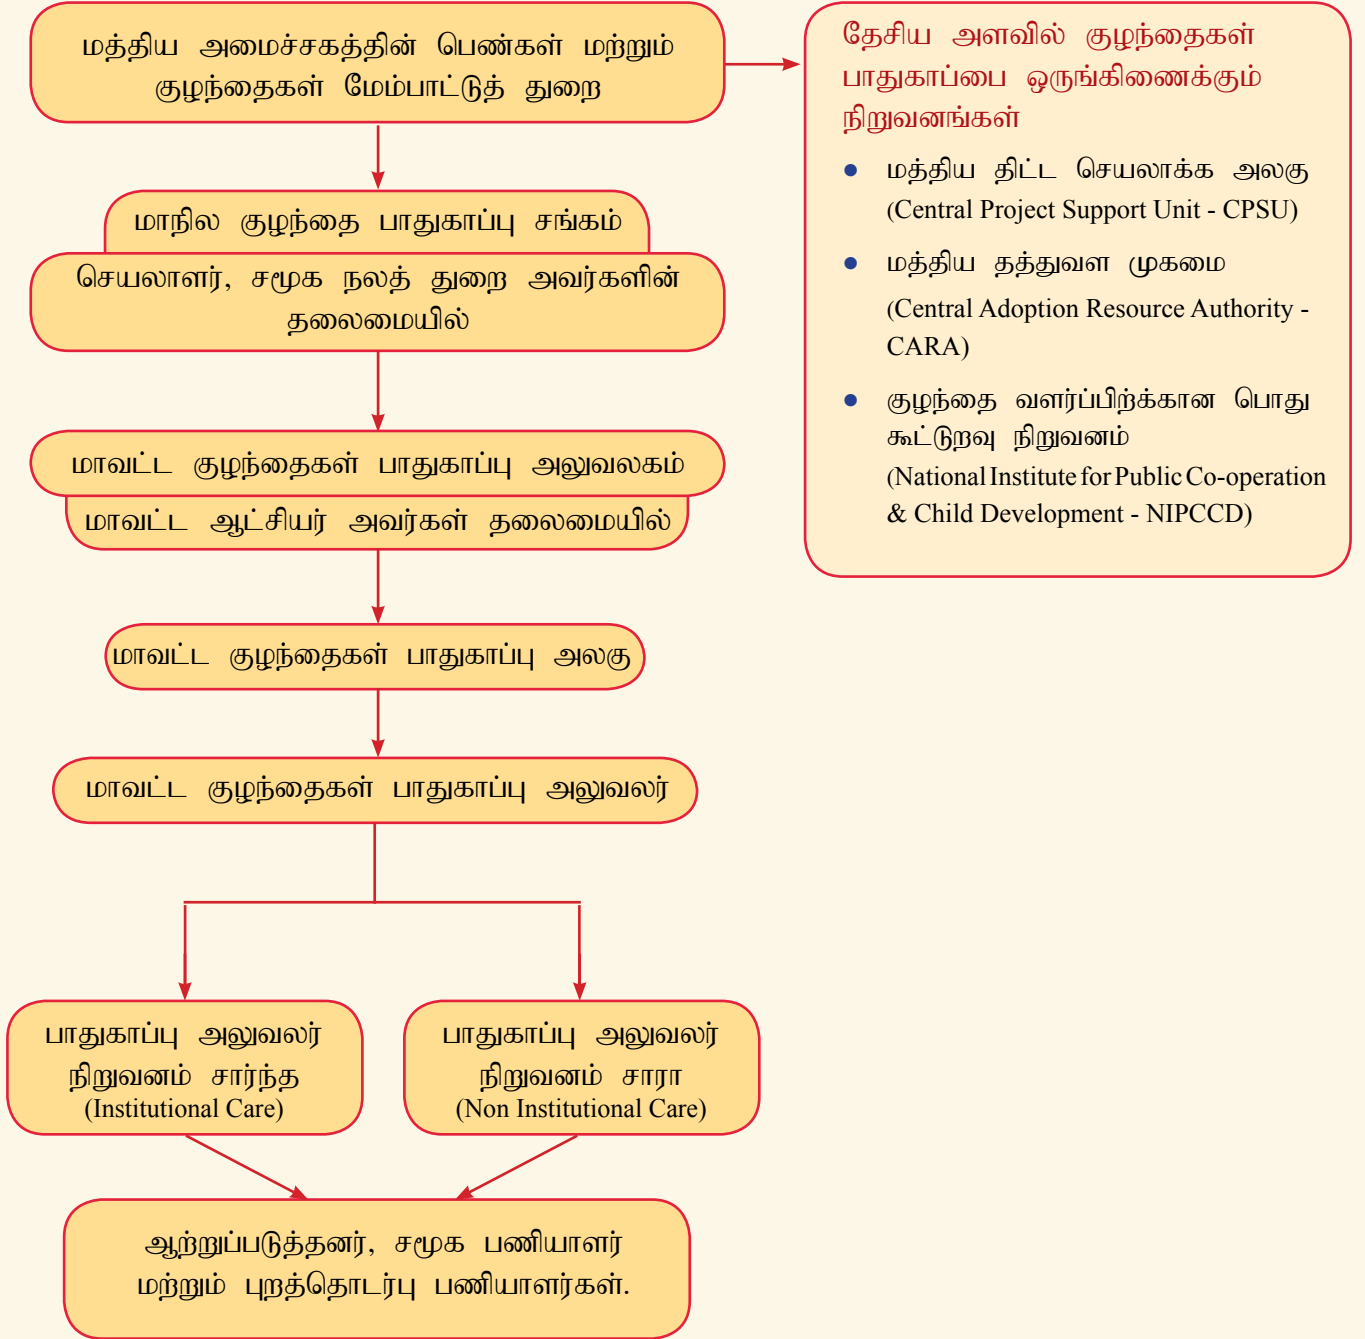 மத்திய அமைச்சகத்தின் பெண்கள் மற்றும்
குழந்தைகள் மேம்பாட்டுத் துறை
தேசிய அளவில் குழந்தைகள்
பாதுகாப்பை ஒருங்கிணைக்கும்
நிறுவனங்கள்
● மத்திய திட்ட செயலாக்க அலகு
(Central Project Support Unit - CPSU)
● மத்திய தத்துவள முகமை
(Central Adoption Resource Authority -
CARA)
● குழந்தை வளர்ப்பிற்க்கான பொது
கூட்டுறவு நிறுவனம்
(National Institute for Public Co-operation
& Child Development - NIPCCD)
மாநில குழந்தை பாதுகாப்பு சங்கம்
செயலாளர், சமூக நலத் துறை அவர்களின்
தலைமையில்
மாவட்ட குழந்தைகள் பாதுகாப்பு அலுவலகம்
மாவட்ட ஆட்சியர் அவர்கள் தலைமையில்
மாவட்ட குழந்தைகள் பாதுகாப்பு அலகு
மாவட்ட குழந்தைகள் பாதுகாப்பு அலுவலர்
பாதுகாப்பு அலுவலர்
நிறுவனம் சார்ந்த
(Institutional Care)
பாதுகாப்பு அலுவலர்
நிறுவனம் சாரா
(Non Institutional Care)
ஆற்றுப்படுத்தனர், சமூக பணியாளர்
மற்றும் புறத்தொடர்பு பணியாளர்கள்.